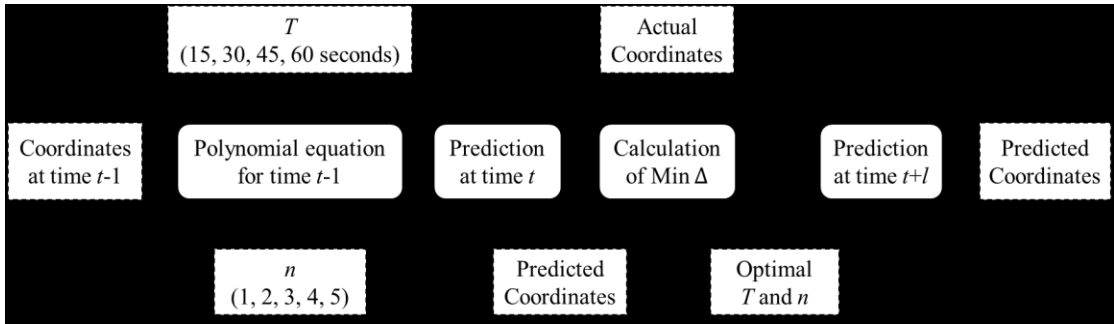 T
(15, 30, 45, 60 seconds)
Actual
Coordinates
Coordinates
at time t-1
Polynomial equation
for time t-1
Prediction
at time t
Calculation
of Min Δ
Prediction
at time t+l
Predicted
Coordinates
n
(1, 2, 3, 4, 5)
Predicted
Coordinates
Optimal
T and n